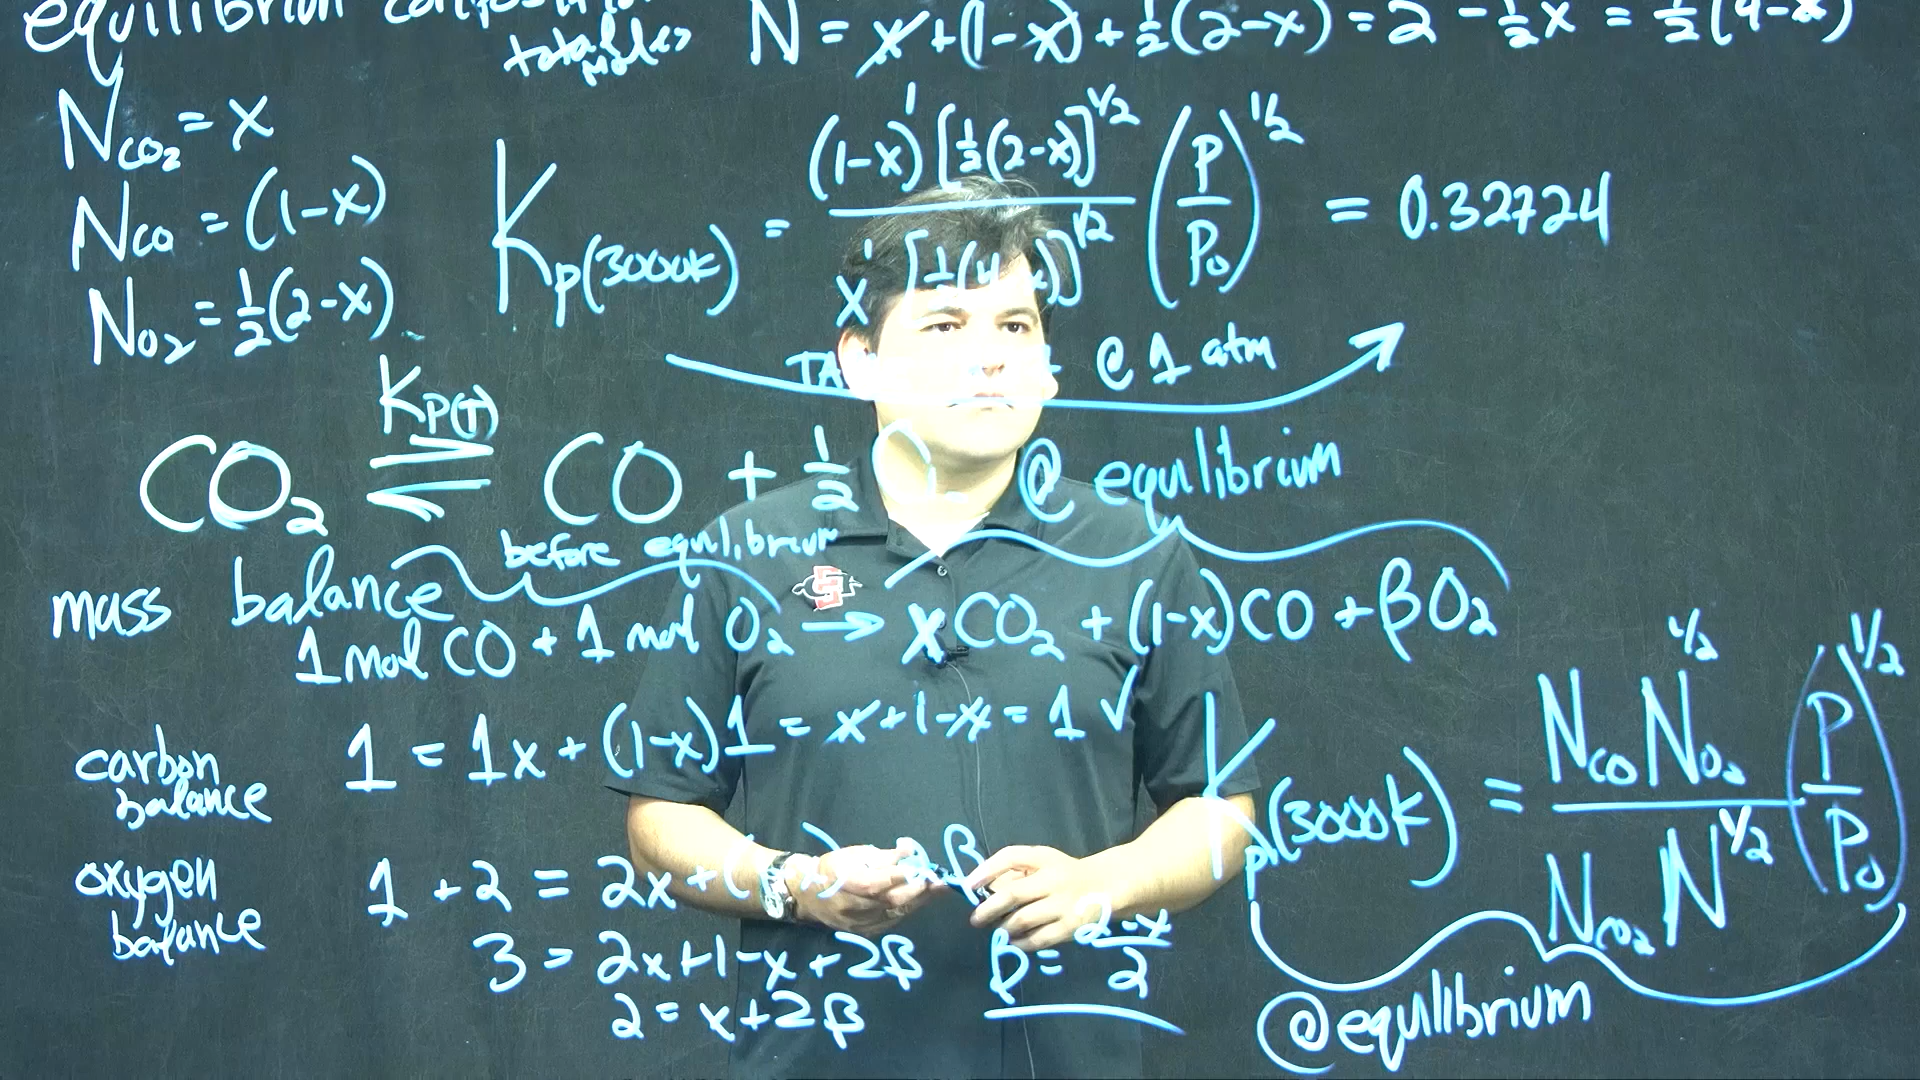 equilibrium composition
total moles N = x + (1-x) + ½(2-x) = 2 - ½x = ½(4-x)
N_CO₂ = x
N_CO = (1-x)
N_O₂ = ½(2-x)
K_p(3000K) = (1-x)¹ [½(2-x)]^1/2 / x¹ [½(4-x)]^1/2 (P/P₀)^1/2 = 0.32724
@ 1 atm
K_P(T)
CO₂ ⇌ CO + ½ O₂ @ equilibrium
before equilibrium
mass balance
1 mol CO + 1 mol O₂ → xCO₂ + (1-x)CO + βO₂
carbon balance 1 = 1x + (1-x)1 = x + 1 - x = 1 ✓
oxygen balance 1 + 2 = 2x + (1-x) + 2β
3 = 2x + 1 - x + 2β
2 = x + 2β
β = 2-x/2
K_p(3000K) = N_CO N_O₂^1/2 / N_CO₂ N^1/2 (P/P₀)^1/2
@equilibrium